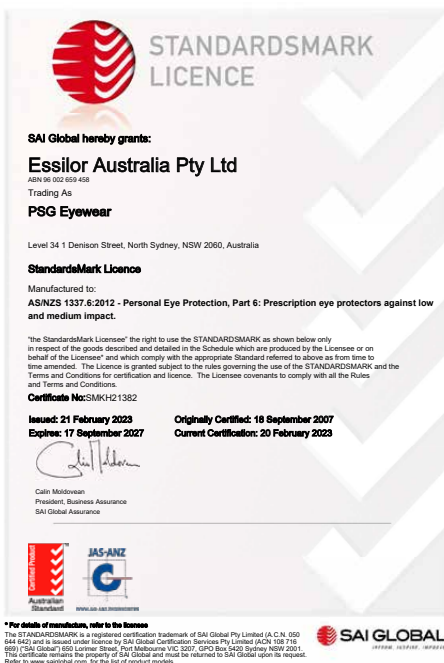 STANDARDSMARK
LICENCE
SAI Global hereby grants:
Essilor Australia Pty Ltd
ABN 96 002 659 458
Trading As
PSG Eyewear
Level 34 1 Denison Street, North Sydney, NSW 2060, Australia
StandardsMark Licence
Manufactured to:
AS/NZS 1337.6:2012 - Personal Eye Protection, Part 6: Prescription eye protectors against low
and medium impact.
"the StandardsMark Licensee" the right to use the STANDARDSMARK as shown below only
in respect of the goods described and detailed in the Schedule which are produced by the Licensee or on
behalf of the Licensee* and which comply with the appropriate Standard referred to above as from time to
time amended. The Licence is granted subject to the rules governing the use of the STANDARDSMARK and the
Terms and Conditions for certification and licence. The Licensee covenants to comply with all the Rules
and Terms and Conditions.
Certificate No:SMKH21382
Issued: 21 February 2023
Originally Certified: 18 September 2007
Expires: 17 September 2027
Current Certification: 20 February 2023
Calin Moldovean
President, Business Assurance
SAI Global Assurance
Certified Product
TM
Australian
Standard
JAS-ANZ
C
* For details of manufacture, refer to the licensee
The STANDARDSMARK is a registered certification trademark of SAI Global Pty Limited (A.C.N. 050
644 642) and is issued under licence by SAI Global Certification Services Pty Limited (ACN 108 716
669) ("SAI Global") 650 Lorimer Street, Port Melbourne VIC 3207, GPO Box 5420 Sydney NSW 2001.
This certificate remains the property of SAI Global and must be returned to SAI Global upon its request.
Refer to www.saiglobal.com for the list of product models
SAI GLOBAL